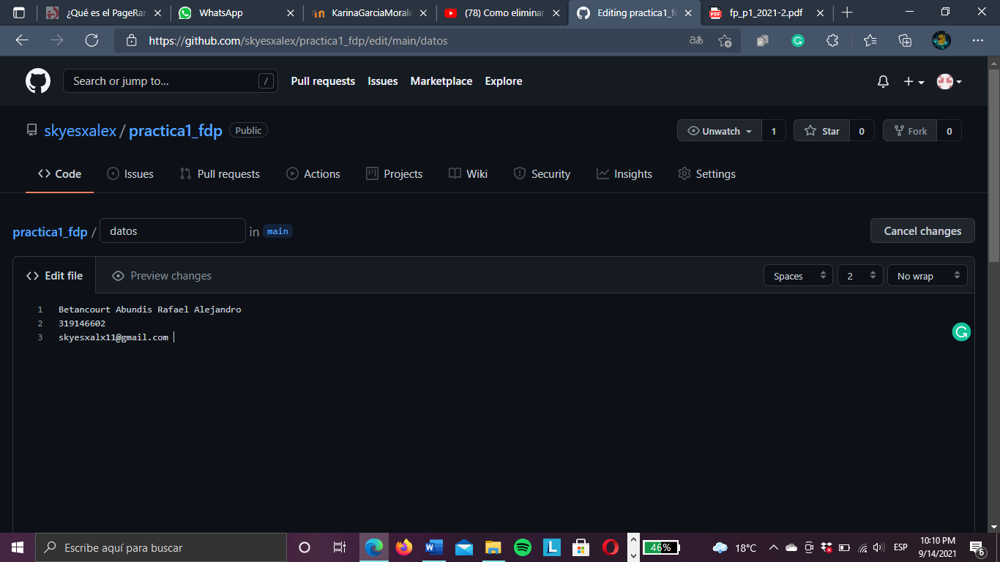 ¿Qué es el PageRan
WhatsApp
KarinaGarciaMorale
(78) Como eliminar
Editing practica1_f
fp_p1_2021-2.pdf
https://github.com/skyesxalex/practica1_fdp/edit/main/datos
Search or jump to...
/
Pull requests
Issues
Marketplace
Explore
skyesxalex / practica1_fdp
Public
Unwatch
1
Star
0
Fork
0
Code
Issues
Pull requests
Actions
Projects
Wiki
Security
Insights
Settings
practica1_fdp / datos in main
Cancel changes
Edit file
Preview changes
Spaces
2
No wrap
1 Betancourt Abundis Rafael Alejandro
2 319146602
3 skyesxalx11@gmail.com
Escribe aquí para buscar
46%
18°C
ESP
10:10 PM
9/14/2021
6